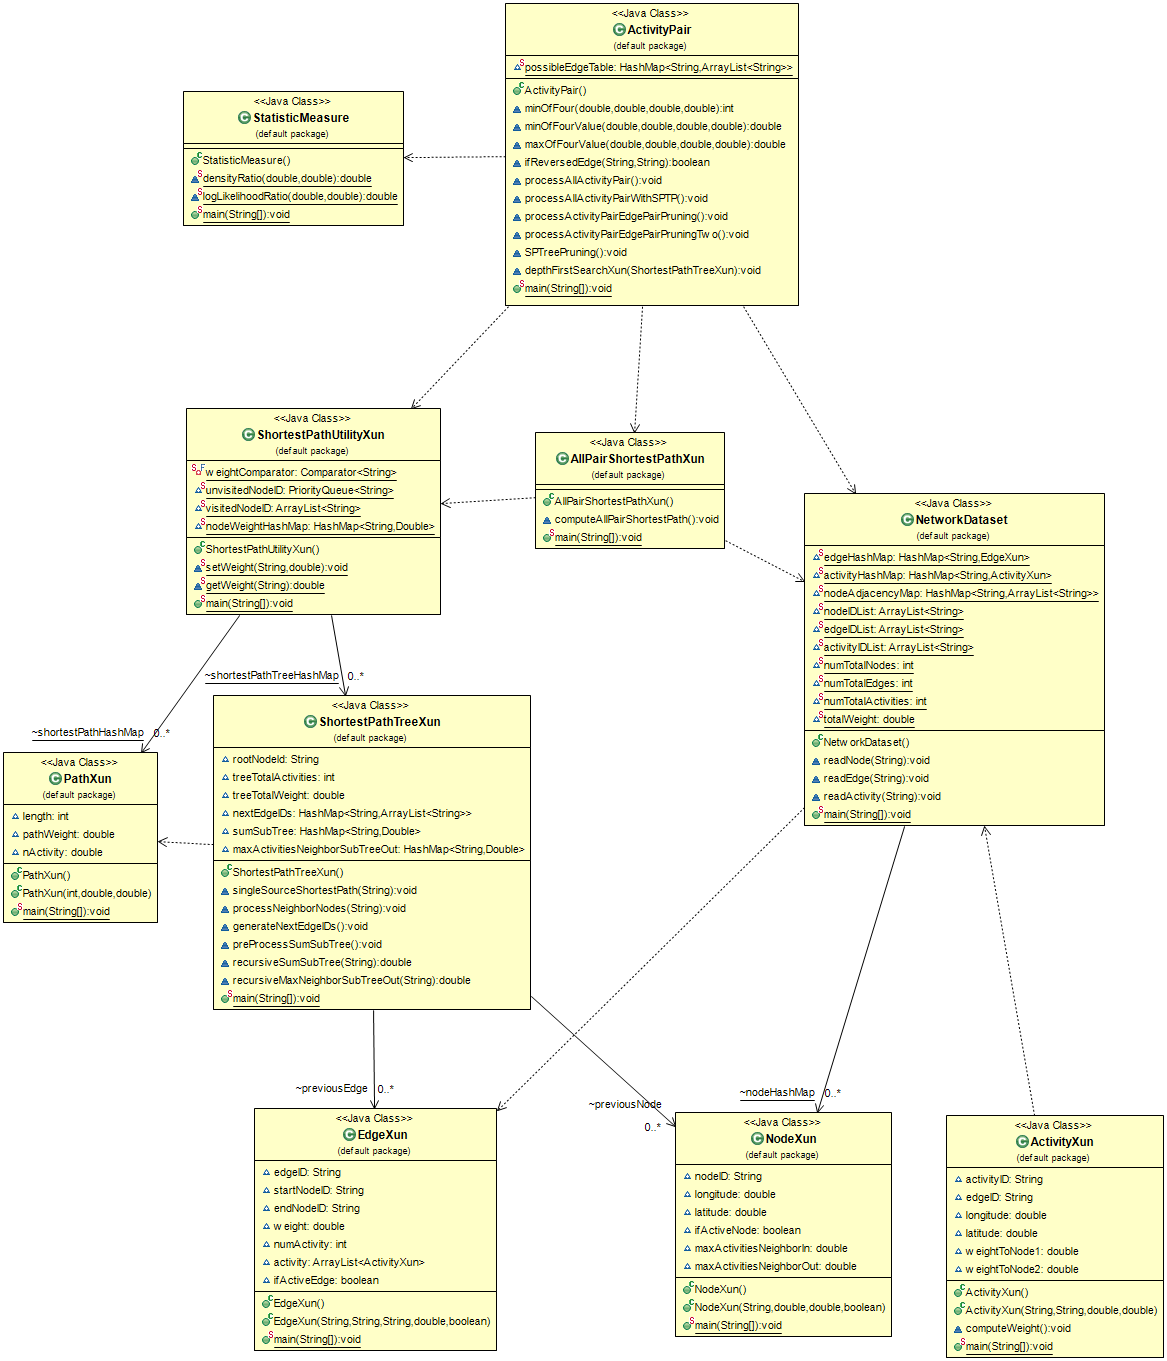 <<Java Class>>
ActivityPair
(default package)
possibleEdgeTable: HashMap<String,ArrayList<String>>
ActivityPair()
minOfFour(double,double,double,double):int
minOfFourValue(double,double,double,double):double
maxOfFourValue(double,double,double,double):double
ifReversedEdge(String,String):boolean
processAllActivityPair():void
processAllActivityPairWithSPTP():void
processActivityPairEdgePairPruning():void
processActivityPairEdgePairPruningTwo():void
SPTreePruning():void
depthFirstSearchXun(ShortestPathTreeXun):void
main(String[]):void
<<Java Class>>
StatisticMeasure
(default package)
StatisticMeasure()
densityRatio(double,double):double
logLikelihoodRatio(double,double):double
main(String[]):void
<<Java Class>>
ShortestPathUtilityXun
(default package)
weightComparator: Comparator<String>
unvisitedNodeID: PriorityQueue<String>
visitedNodeID: ArrayList<String>
nodeWeightHashMap: HashMap<String,Double>
ShortestPathUtilityXun()
setWeight(String,double):void
getWeight(String):double
main(String[]):void
<<Java Class>>
AllPairShortestPathXun
(default package)
AllPairShortestPathXun()
computeAllPairShortestPath():void
main(String[]):void
<<Java Class>>
NetworkDataset
(default package)
edgeHashMap: HashMap<String,EdgeXun>
activityHashMap: HashMap<String,ActivityXun>
nodeAdjacencyMap: HashMap<String,ArrayList<String>>
nodeIDList: ArrayList<String>
edgeIDList: ArrayList<String>
activityIDList: ArrayList<String>
numTotalNodes: int
numTotalEdges: int
numTotalActivities: int
totalWeight: double
NetworkDataset()
readNode(String):void
readEdge(String):void
readActivity(String):void
main(String[]):void
~shortestPathTreeHashMap 0..*
~shortestPathHashMap 0..*
<<Java Class>>
PathXun
(default package)
length: int
pathWeight: double
nActivity: double
PathXun()
PathXun(int,double,double)
main(String[]):void
<<Java Class>>
ShortestPathTreeXun
(default package)
rootNodeId: String
treeTotalActivities: int
treeTotalWeight: double
nextEdgeIDs: HashMap<String,ArrayList<String>>
sumSubTree: HashMap<String,Double>
maxActivitiesNeighborSubTreeOut: HashMap<String,Double>
ShortestPathTreeXun()
singleSourceShortestPath(String):void
processNeighborNodes(String):void
generateNextEdgeIDs():void
preProcessSumSubTree():void
recursiveSumSubTree(String):double
recursiveMaxNeighborSubTreeOut(String):double
main(String[]):void
~previousEdge 0..*
~previousNode
0..*
~nodeHashMap 0..*
<<Java Class>>
EdgeXun
(default package)
edgeID: String
startNodeID: String
endNodeID: String
weight: double
numActivity: int
activity: ArrayList<ActivityXun>
ifActiveEdge: boolean
EdgeXun()
EdgeXun(String,String,String,double,boolean)
main(String[]):void
<<Java Class>>
NodeXun
(default package)
nodeID: String
longitude: double
latitude: double
ifActiveNode: boolean
maxActivitiesNeighborIn: double
maxActivitiesNeighborOut: double
NodeXun()
NodeXun(String,double,double,boolean)
main(String[]):void
<<Java Class>>
ActivityXun
(default package)
activityID: String
edgeID: String
longitude: double
latitude: double
weightToNode1: double
weightToNode2: double
ActivityXun()
ActivityXun(String,String,double,double)
computeWeight():void
main(String[]):void